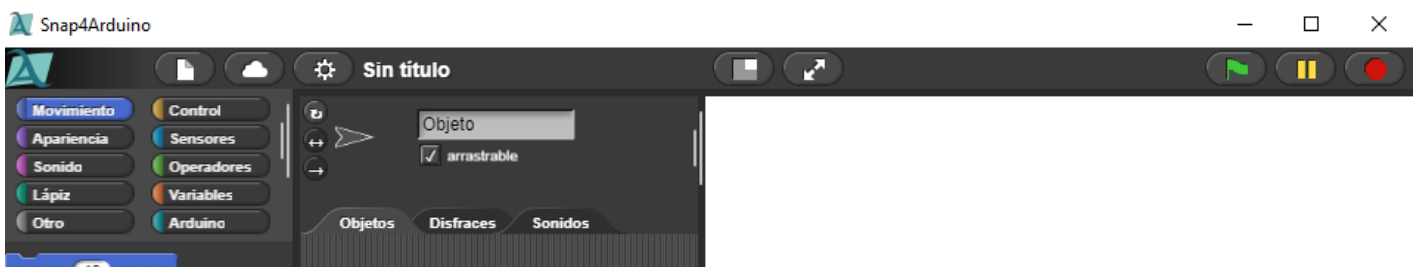 Snap4Arduino
Sin título
Movimiento Control
Apariencia Sensores
Sonido Operadores
Lápiz Variables
Otro Arduino
Objeto
arrastrable
Objetos Disfraces Sonidos